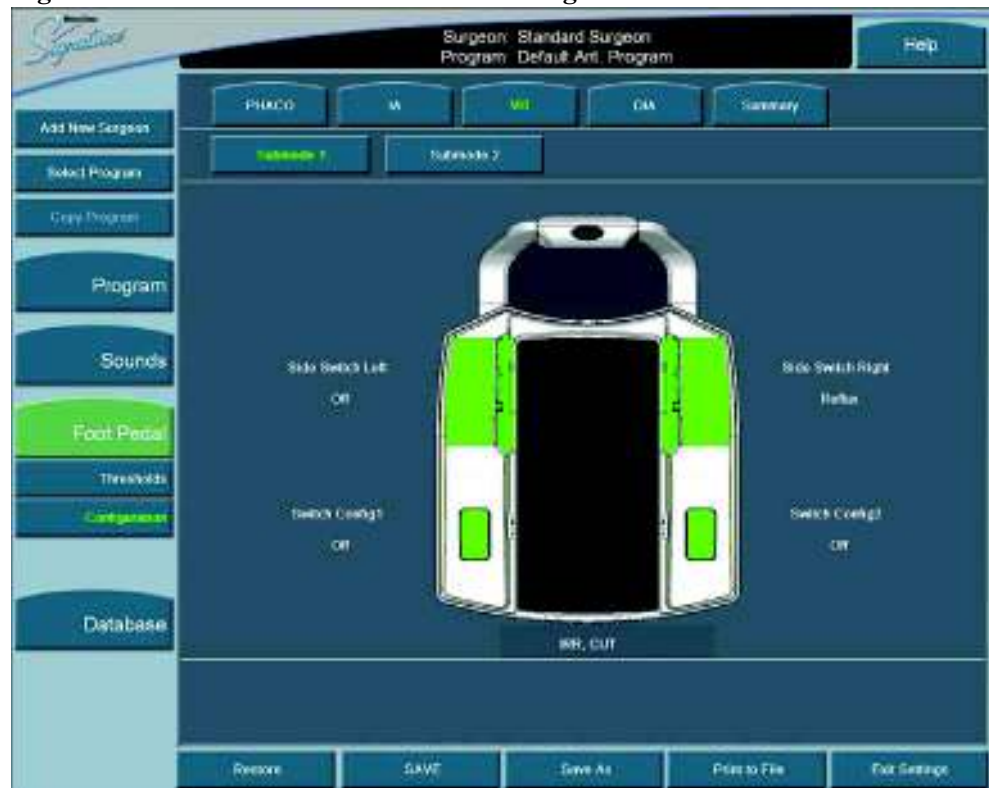 Signature
Surgeon: Standard Surgeon
Program: Default Ant. Program
Help
PHACO
IA
VIT
DIA
Summary
Add New Surgeon
Select Program
Copy Program
Submode 1
Submode 2
Program
Sounds
Foot Pedal
Thresholds
Configuration
Database
Side Switch Left
Off
Side Switch Right
Reflux
Switch Config1
Off
Switch Config2
Off
IRR, CUT
Restore
SAVE
Save As
Print to File
Exit Settings